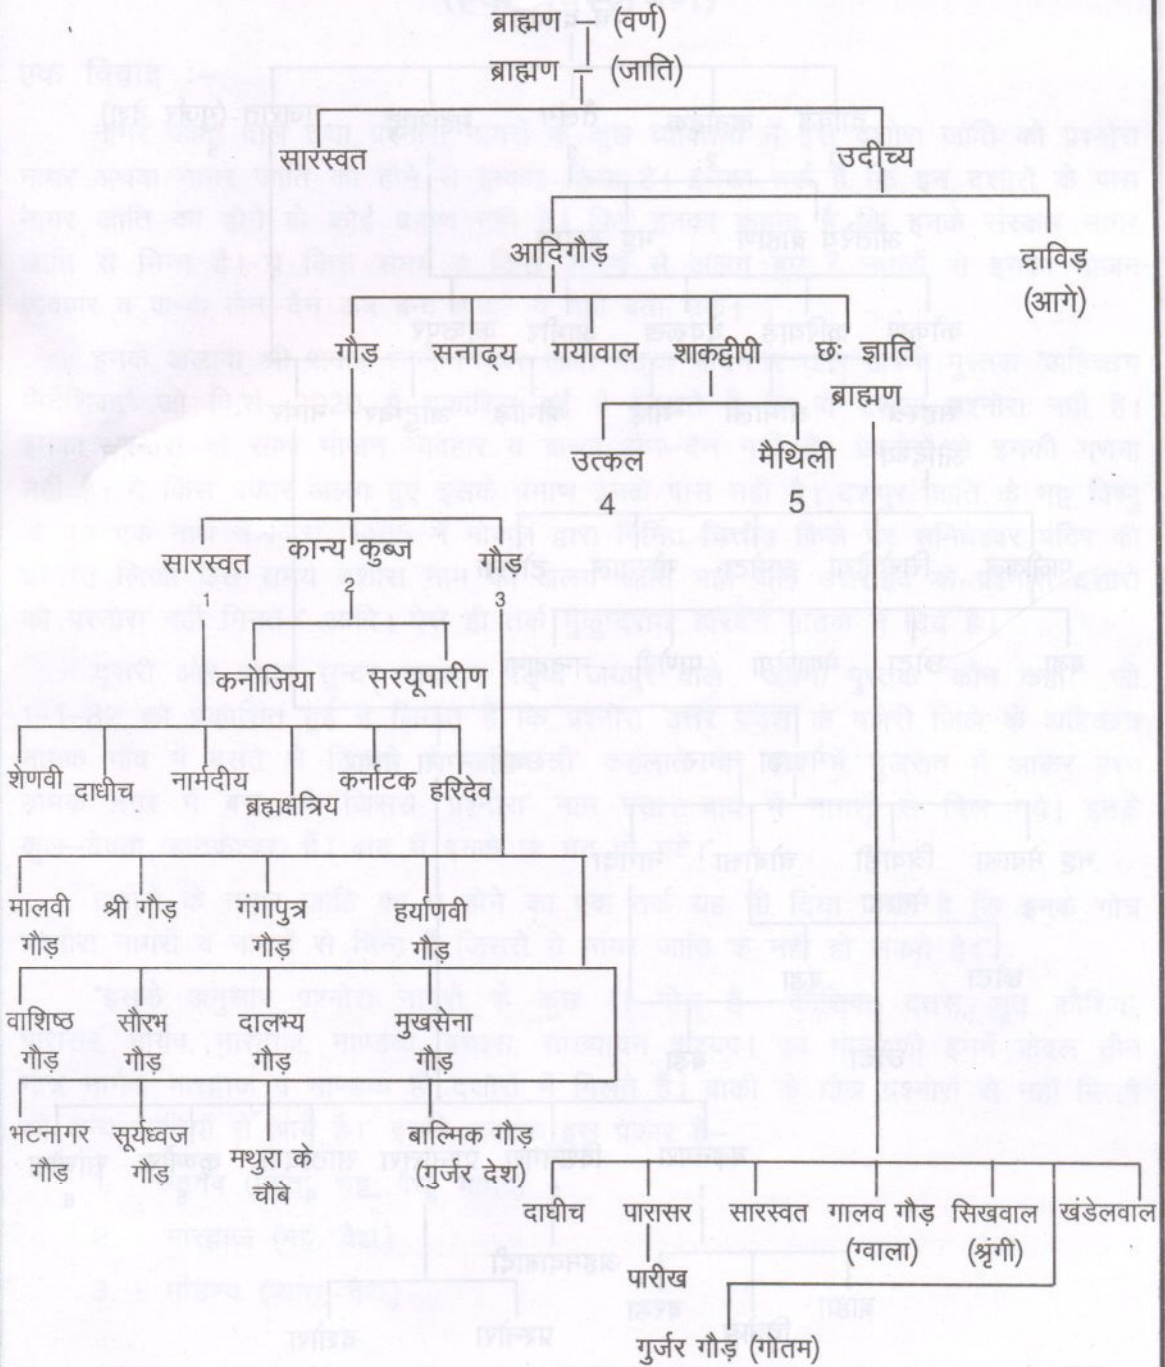 ब्राह्मण – (वर्ण)
ब्राह्मण – (जाति)
सारस्वत उदीच्य
आदिगौड़ द्राविड़
(आगे)
गौड़ सनाढ्य गयावाल शाकद्वीपी छः ज्ञाति
ब्राह्मण
उत्कल मैथिली
4 5
सारस्वत कान्य कुब्ज गौड़
1 2 3
कनोजिया सरयूपारीण
शेणवी दाधीच नार्मदीय ब्रह्मक्षत्रिय कर्नाटक हरिदेव
मालवी श्री गौड़ गंगापुत्र हर्याणवी
गौड़ गौड़ गौड़
वाशिष्ठ सौरभ दालभ्य मुखसेना
गौड़ गौड़ गौड़ गौड़
भटनागर सूर्यध्वज मथुरा के बाल्मिक गौड़
गौड़ गौड़ चौबे (गुर्जर देश)
दाधीच पारासर सारस्वत गालव गौड़ सिखवाल खंडेलवाल
(ग्वाला) (श्रृंगी)
पारीख
गुर्जर गौड़ (गोतम)